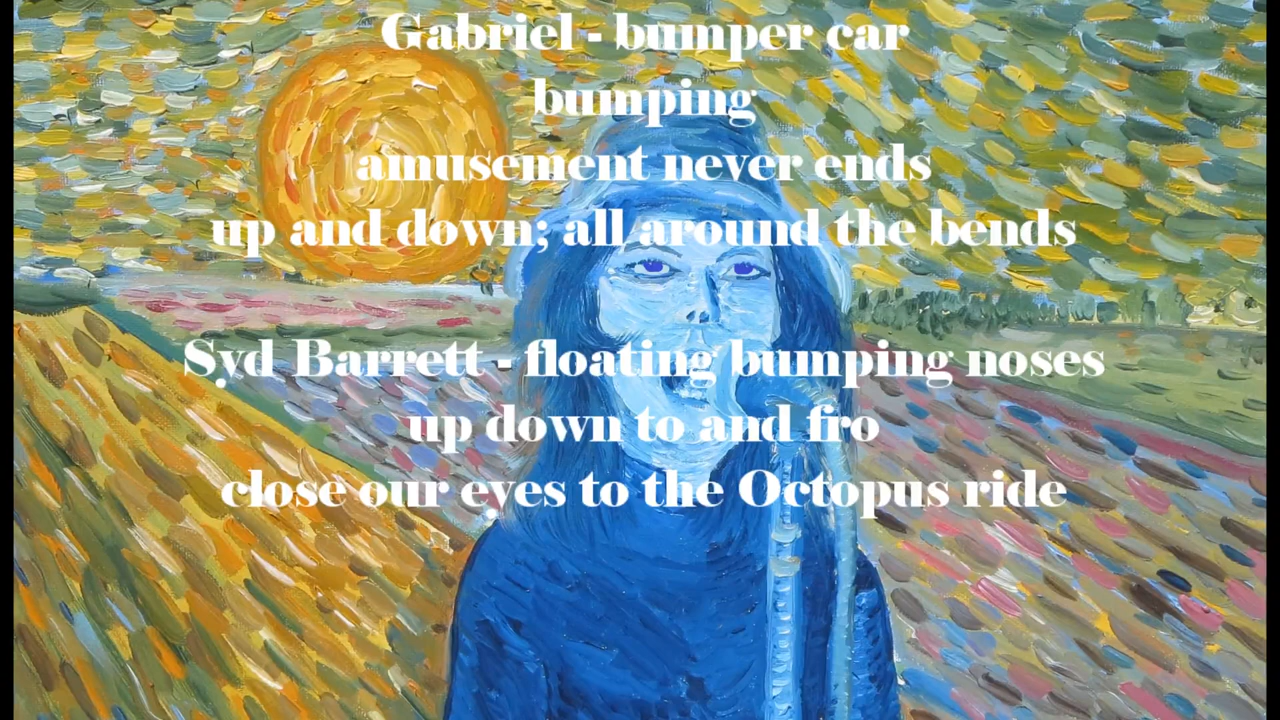 Gabriel - bumper car
bumping
amusement never ends
up and down; all around the bends
Syd Barrett - floating bumping noses
up down to and fro
close our eyes to the Octopus ride